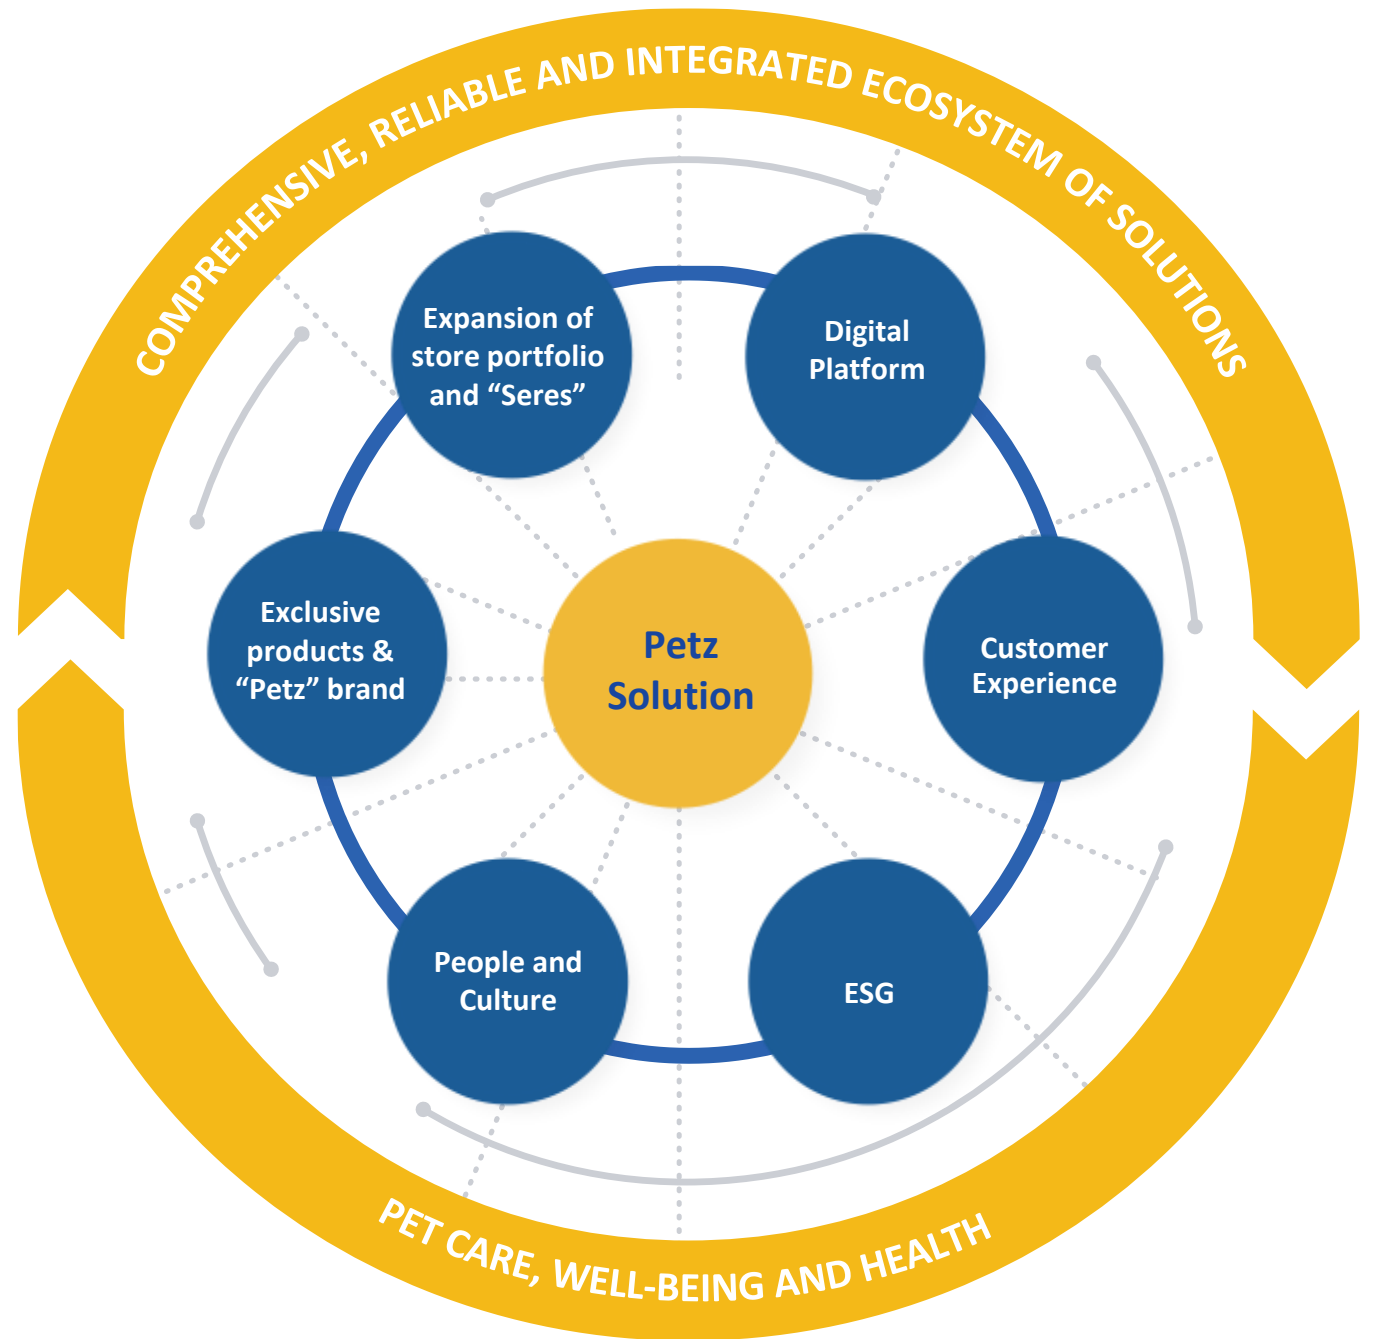 COMPREHENSIVE, RELIABLE AND INTEGRATED ECOSYSTEM OF SOLUTIONS
Expansion of
store portfolio
and “Seres”
Digital
Platform
Exclusive
products &
“Petz” brand
Petz
Solution
Customer
Experience
People and
Culture
ESG
PET CARE, WELL-BEING AND HEALTH